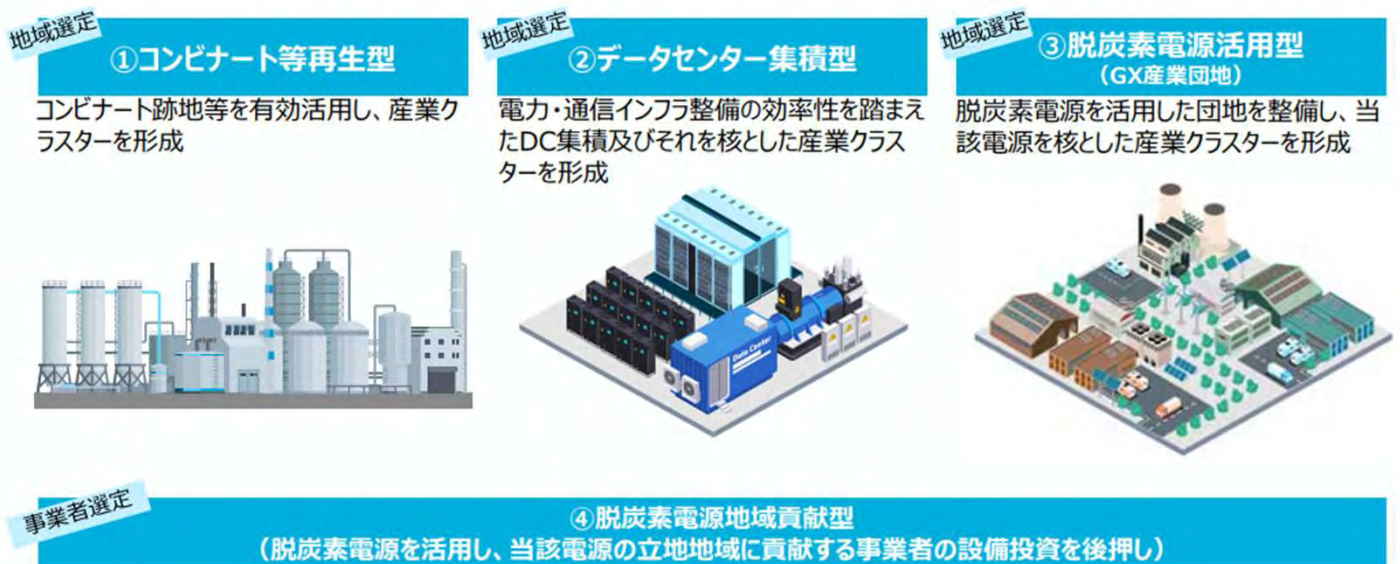 地域選定
①コンビナート等再生型
コンビナート跡地等を有効活用し、産業ク
ラスターを形成
地域選定
②データセンター集積型
電力・通信インフラ整備の効率性を踏まえ
たDC集積及びそれを核とした産業クラス
ターを形成
Data Center
地域選定
③脱炭素電源活用型
（GX産業団地）
脱炭素電源を活用した団地を整備し、当
該電源を核とした産業クラスターを形成
事業者選定
④脱炭素電源地域貢献型
（脱炭素電源を活用し、当該電源の立地地域に貢献する事業者の設備投資を後押し）